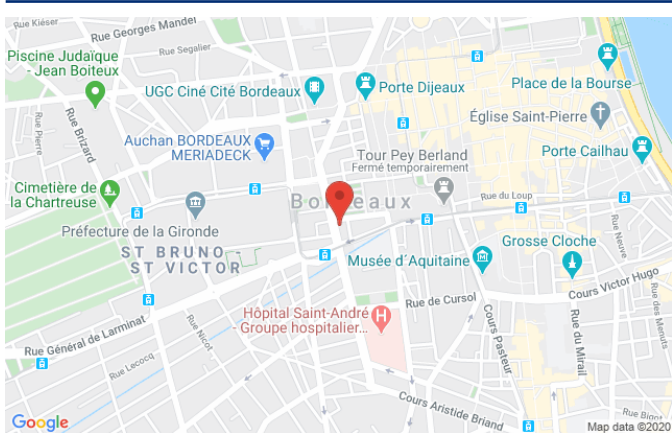 Rue Kléser
Rue Georges Mandel
Rue Segalier
Piscine Judaïque
- Jean Boiteux
UGC Ciné Cité Bordeaux
Porte Dijeaux
Place de la Bourse
Église Saint-Pierre
Rue Pierre
Rue Brizard
Auchan BORDEAUX
MERIADECK
Tour Pey Berland
Fermé temporairement
Porte Cailhau
Cimetière de
la Chartreuse
Bordeaux
Rue du Loup
Préfecture de la Gironde
Rue Neuve
Grosse Cloche
ST BRUNO -
ST VICTOR
Musée d´Aquitaine
Cours Victor Hugo
Rue de Cursol
Rue des Menuts
Hôpital Saint-André
- Groupe hospitalier...
Cours Pasteur
Rue du Mirail
Rue Général de Larminat
Rue Nicot
Rue Lecocq
Cours Aristide Briand
Google
Map data ©2020